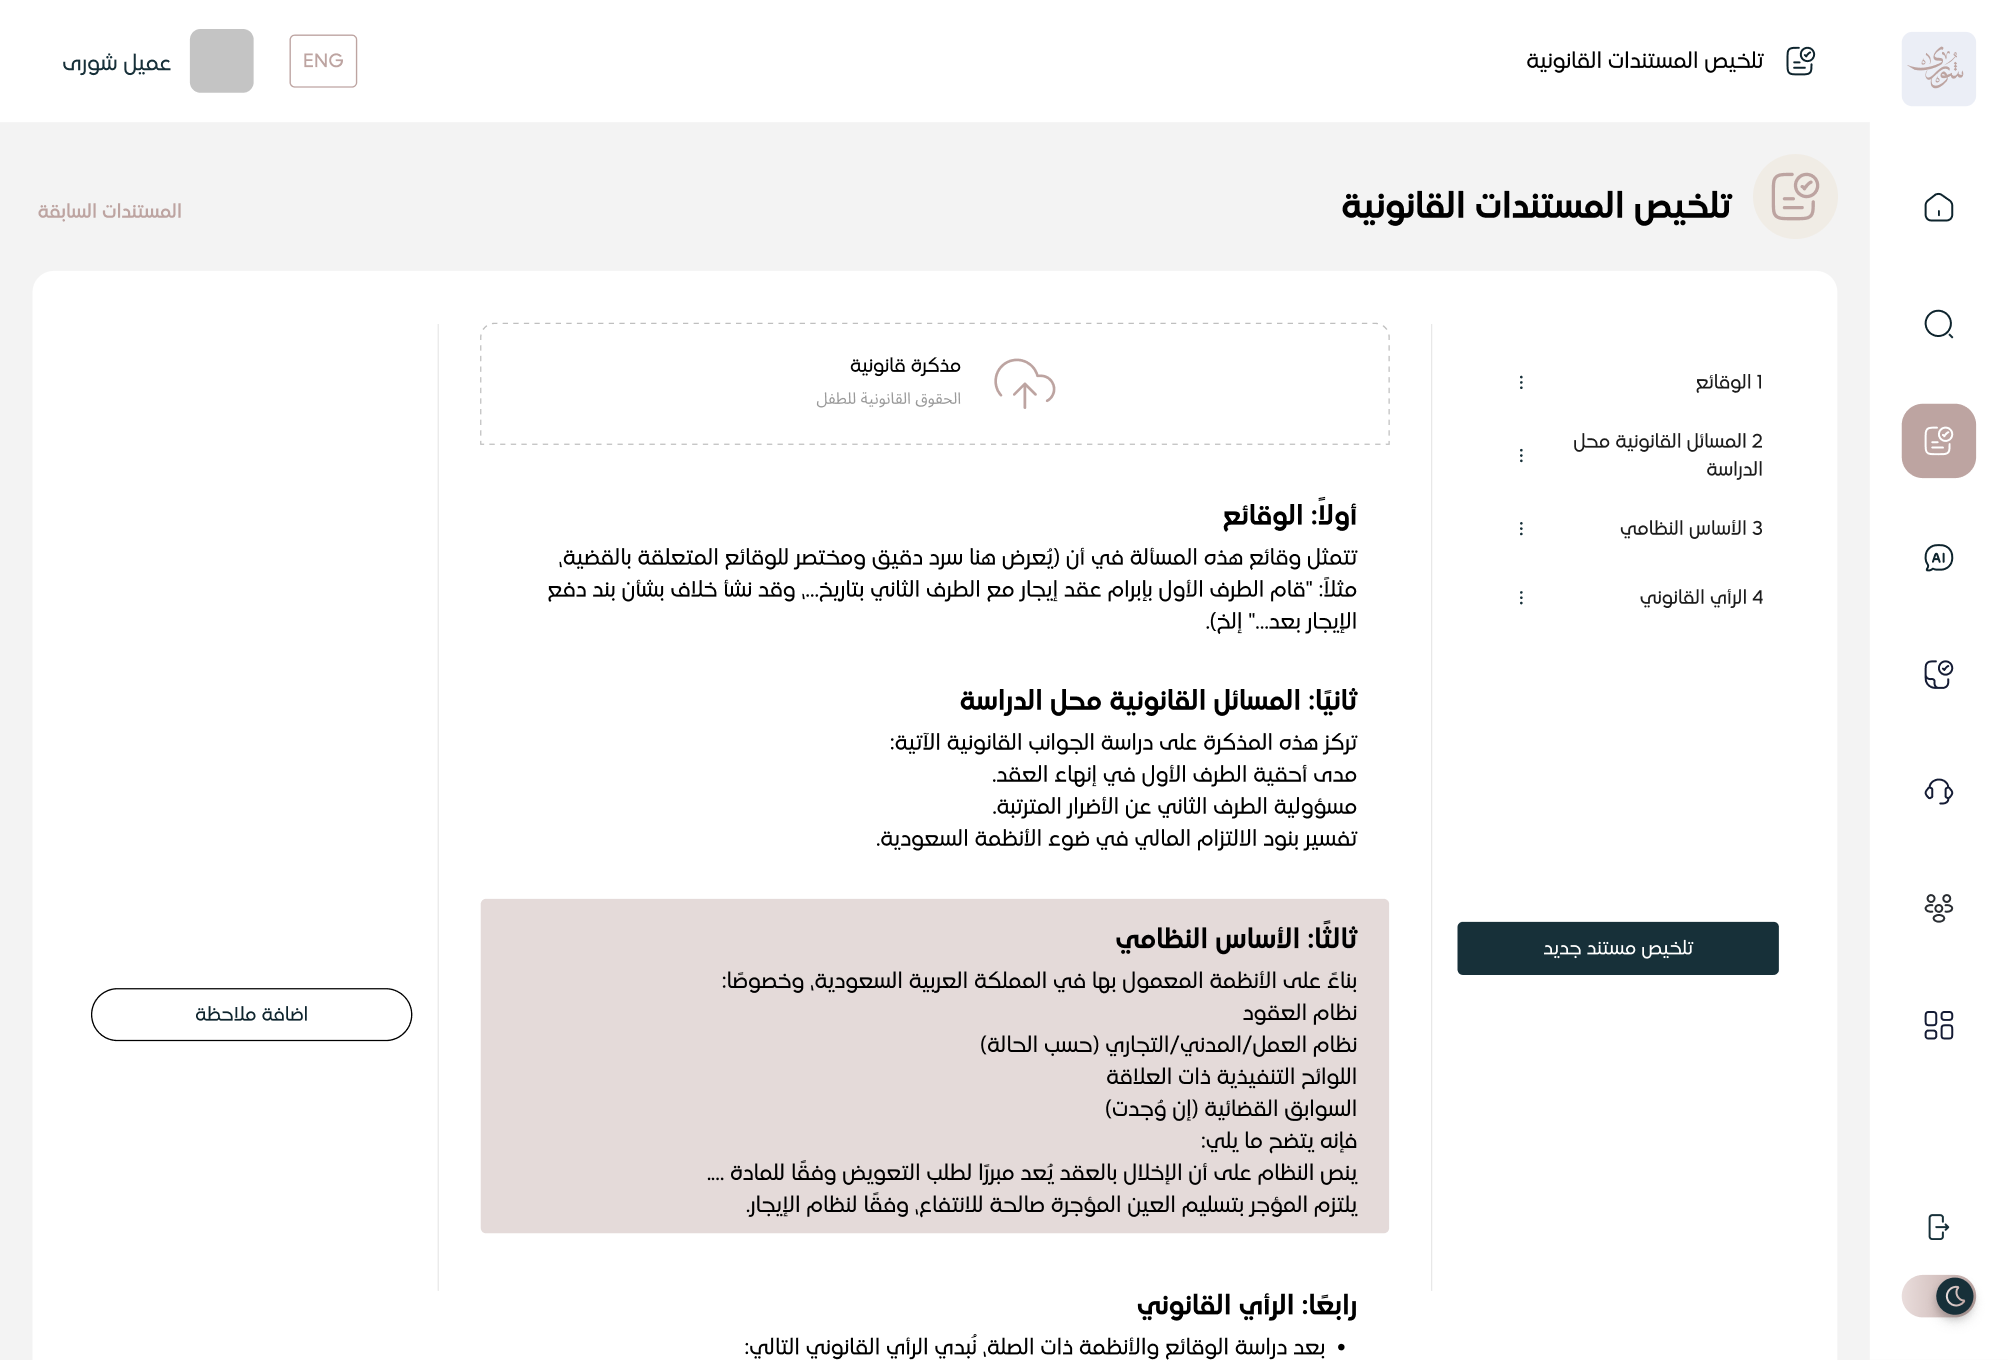 شورى
تلخيص المستندات القانونية
ENG
عميل شورى
تلخيص المستندات القانونية
المستندات السابقة
1 الوقائع
2 المسائل القانونية محل
الدراسة
3 الأساس النظامي
4 الرأي القانوني
تلخيص مستند جديد
مذكرة قانونية
الحقوق القانونية للطفل
أولاً: الوقائع
تتمثل وقائع هذه المسألة في أن (يُعرض هنا سرد دقيق ومختصر للوقائع المتعلقة بالقضية،
مثلاً: "قام الطرف الأول بإبرام عقد إيجار مع الطرف الثاني بتاريخ...، وقد نشأ خلاف بشأن بند دفع
الإيجار بعد..." إلخ).
ثانيًا: المسائل القانونية محل الدراسة
تركز هذه المذكرة على دراسة الجوانب القانونية الآتية:
مدى أحقية الطرف الأول في إنهاء العقد.
مسؤولية الطرف الثاني عن الأضرار المترتبة.
تفسير بنود الالتزام المالي في ضوء الأنظمة السعودية.
ثالثًا: الأساس النظامي
بناءً على الأنظمة المعمول بها في المملكة العربية السعودية، وخصوصًا:
نظام العقود
نظام العمل/المدني/التجاري (حسب الحالة)
اللوائح التنفيذية ذات العلاقة
السوابق القضائية (إن وُجدت)
فإنه يتضح ما يلي:
ينص النظام على أن الإخلال بالعقد يُعد مبررًا لطلب التعويض وفقًا للمادة ....
يلتزم المؤجر بتسليم العين المؤجرة صالحة للانتفاع، وفقًا لنظام الإيجار.
رابعًا: الرأي القانوني
• بعد دراسة الوقائع والأنظمة ذات الصلة، نُبدي الرأي القانوني التالي:
اضافة ملاحظة
AI